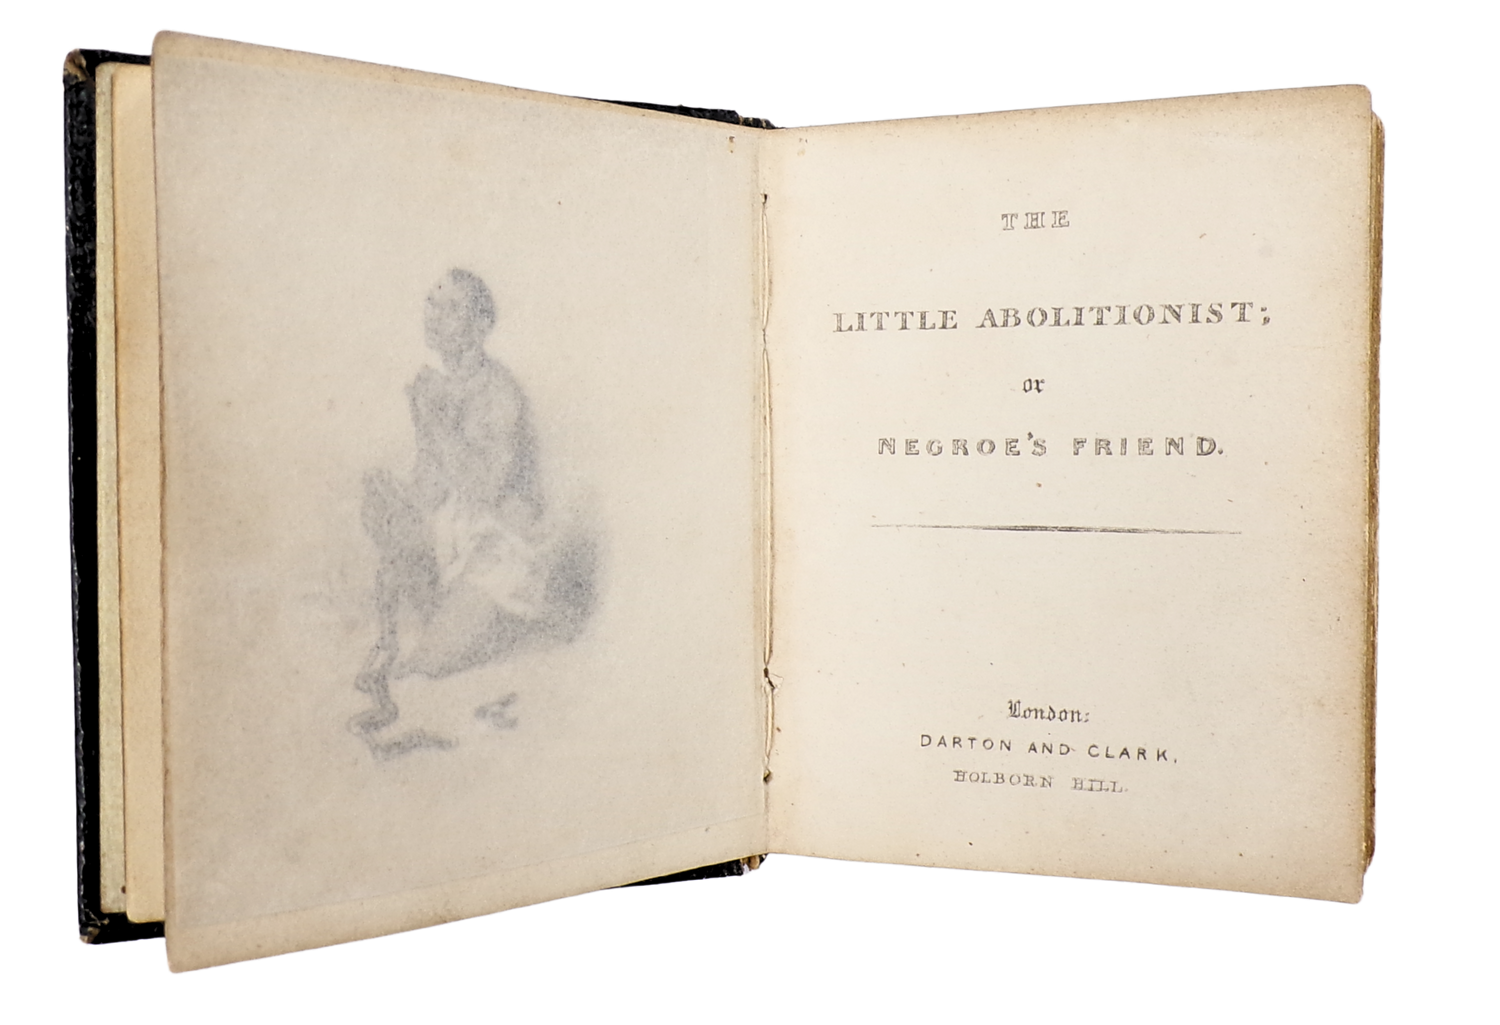 THE
LITTLE ABOLITIONIST;
or
NEGROE'S FRIEND.
London:
DARTON AND CLARK,
HOLBORN HILL.